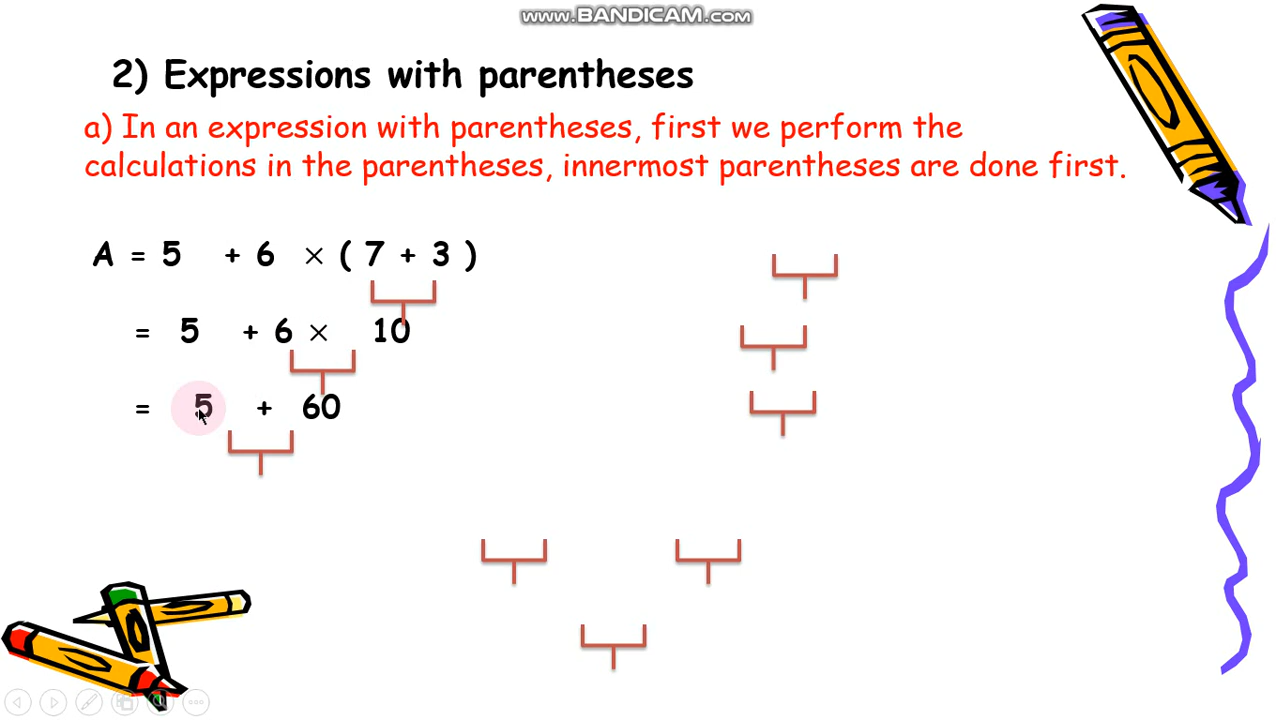 www.BANDICAM.com
2) Expressions with parentheses
a) In an expression with parentheses, first we perform the
calculations in the parentheses, innermost parentheses are done first.
A = 5 + 6 × ( 7 + 3 )
= 5 + 6 × 10
= 5 + 60